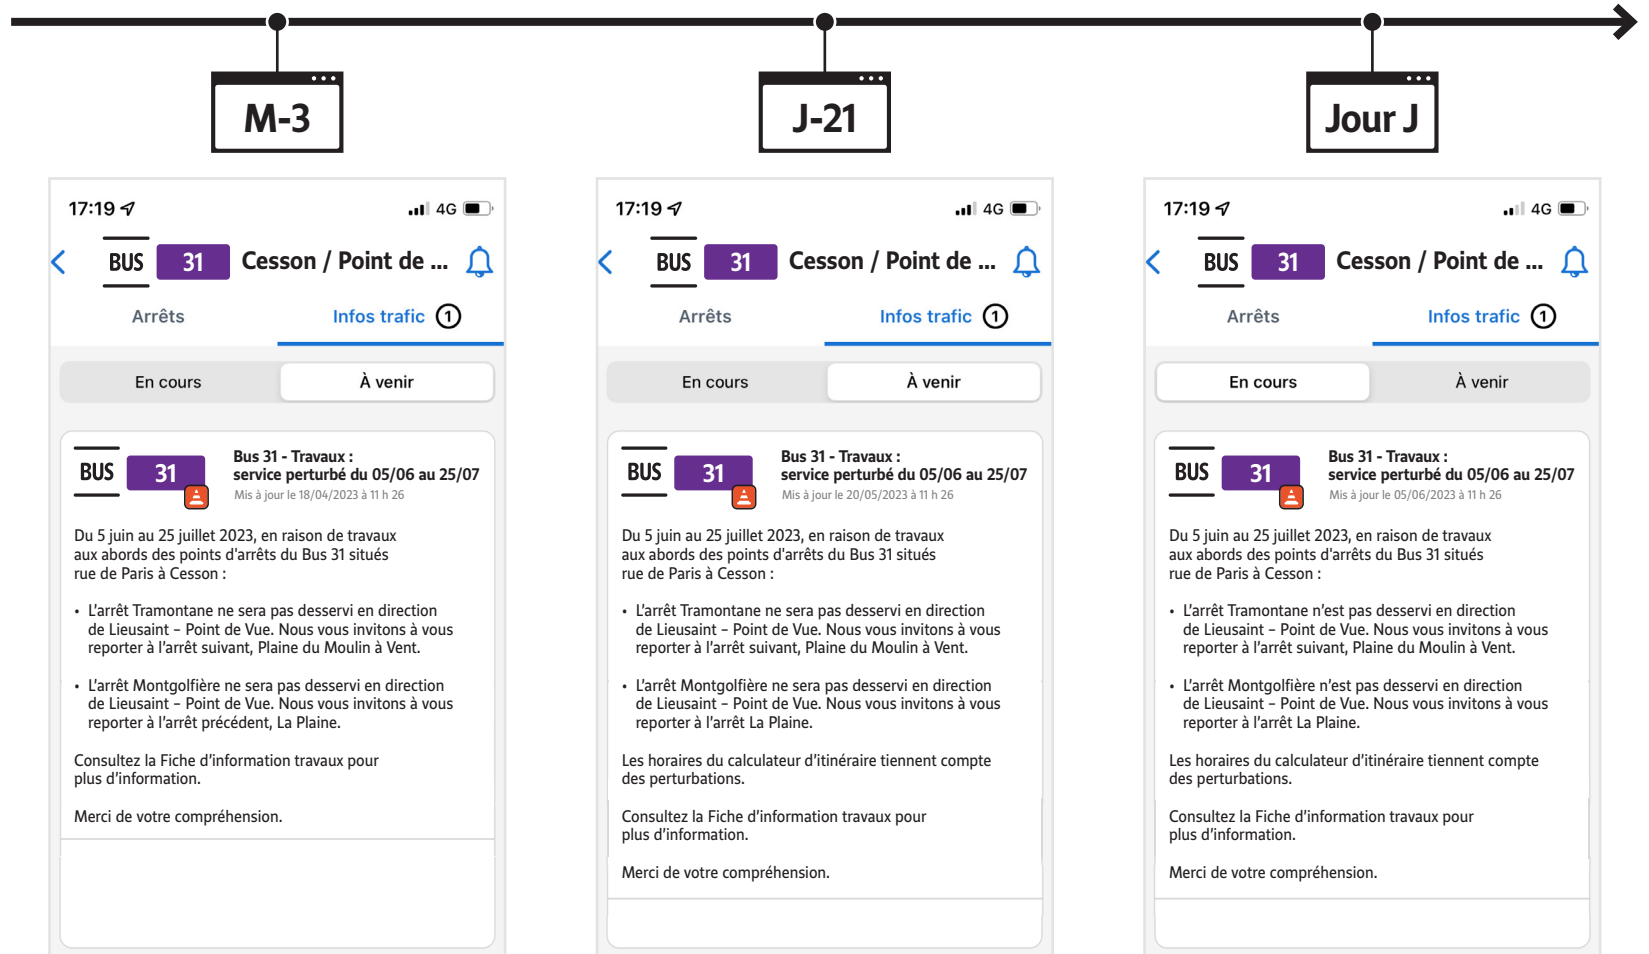 M-3
J-21
Jour J
17:19
4G
BUS 31 Cesson / Point de ...
Arrêts
Infos trafic 1
En cours
À venir
BUS 31
Bus 31 - Travaux :
service perturbé du 05/06 au 25/07
Mis à jour le 18/04/2023 à 11 h 26
Du 5 juin au 25 juillet 2023, en raison de travaux
aux abords des points d'arrêts du Bus 31 situés
rue de Paris à Cesson :
• L'arrêt Tramontane ne sera pas desservi en direction
de Lieusaint – Point de Vue. Nous vous invitons à vous
reporter à l'arrêt suivant, Plaine du Moulin à Vent.
• L'arrêt Montgolfière ne sera pas desservi en direction
de Lieusaint – Point de Vue. Nous vous invitons à vous
reporter à l'arrêt précédent, La Plaine.
Consultez la Fiche d'information travaux pour
plus d'information.
Merci de votre compréhension.
17:19
4G
BUS 31 Cesson / Point de ...
Arrêts
Infos trafic 1
En cours
À venir
BUS 31
Bus 31 - Travaux :
service perturbé du 05/06 au 25/07
Mis à jour le 20/05/2023 à 11 h 26
Du 5 juin au 25 juillet 2023, en raison de travaux
aux abords des points d'arrêts du Bus 31 situés
rue de Paris à Cesson :
• L'arrêt Tramontane ne sera pas desservi en direction
de Lieusaint – Point de Vue. Nous vous invitons à vous
reporter à l'arrêt suivant, Plaine du Moulin à Vent.
• L'arrêt Montgolfière ne sera pas desservi en direction
de Lieusaint – Point de Vue. Nous vous invitons à vous
reporter à l'arrêt La Plaine.
Les horaires du calculateur d'itinéraire tiennent compte
des perturbations.
Consultez la Fiche d'information travaux pour
plus d'information.
Merci de votre compréhension.
17:19
4G
BUS 31 Cesson / Point de ...
Arrêts
Infos trafic 1
En cours
À venir
BUS 31
Bus 31 - Travaux :
service perturbé du 05/06 au 25/07
Mis à jour le 05/06/2023 à 11 h 26
Du 5 juin au 25 juillet 2023, en raison de travaux
aux abords des points d'arrêts du Bus 31 situés
rue de Paris à Cesson :
• L'arrêt Tramontane n'est pas desservi en direction
de Lieusaint – Point de Vue. Nous vous invitons à vous
reporter à l'arrêt suivant, Plaine du Moulin à Vent.
• L'arrêt Montgolfière n'est pas desservi en direction
de Lieusaint – Point de Vue. Nous vous invitons à vous
reporter à l'arrêt La Plaine.
Les horaires du calculateur d'itinéraire tiennent compte
des perturbations.
Consultez la Fiche d'information travaux pour
plus d'information.
Merci de votre compréhension.